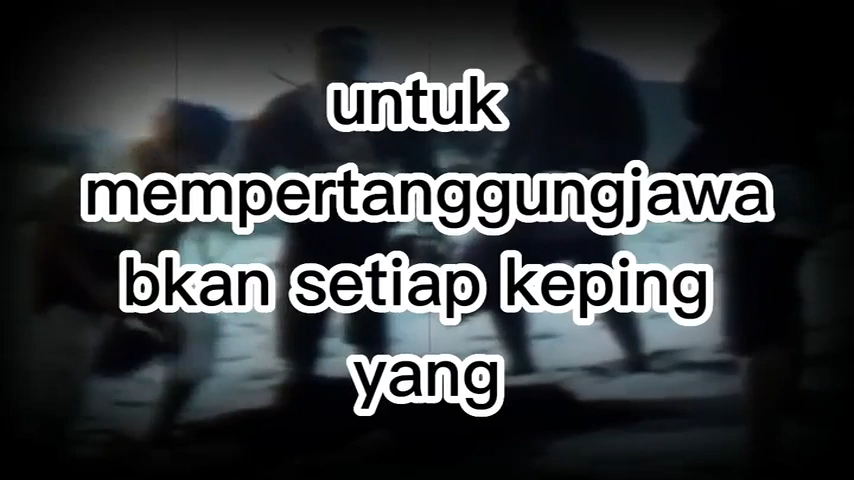 untuk
mempertanggungjawa
bkan setiap keping
yang